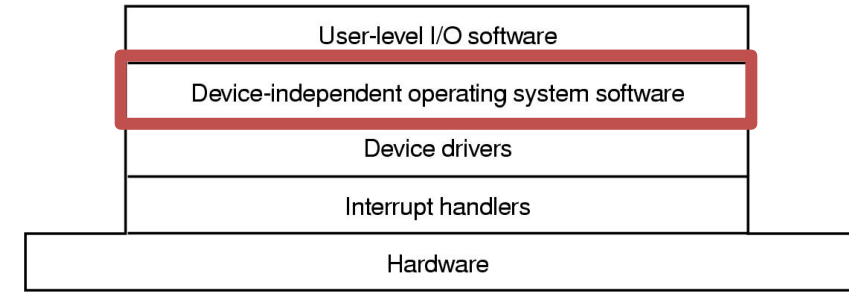 User-level I/O software
Device-independent operating system software
Device drivers
Interrupt handlers
Hardware